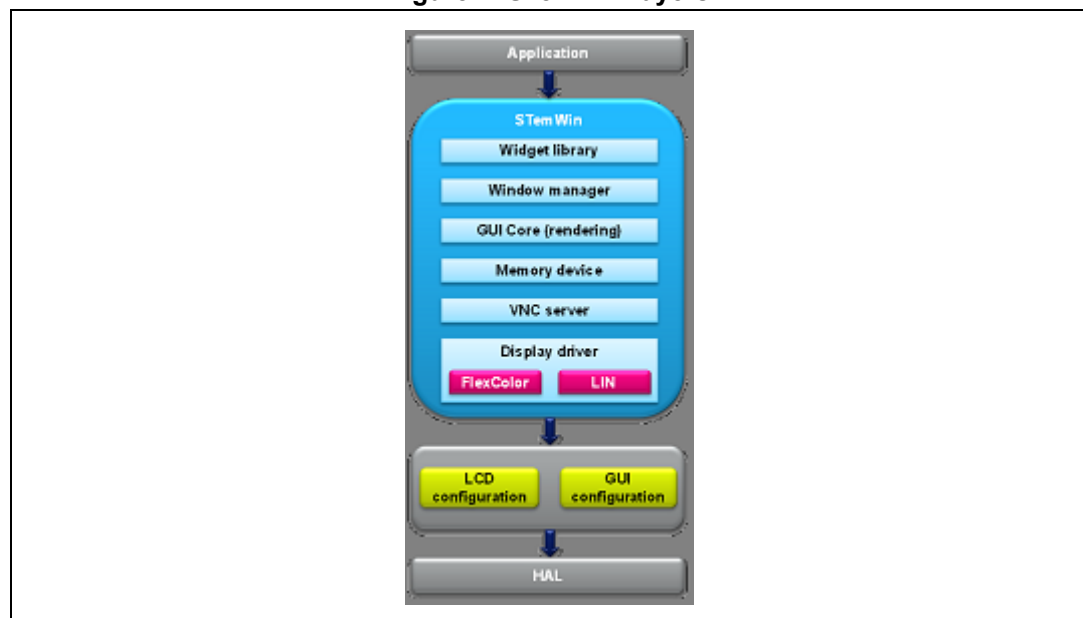 Application
STemWin
Widget library
Window manager
GUI Core (rendering)
Memory device
VNC server
Display driver
FlexColor LIN
LCD GUI
configuration configuration
HAL